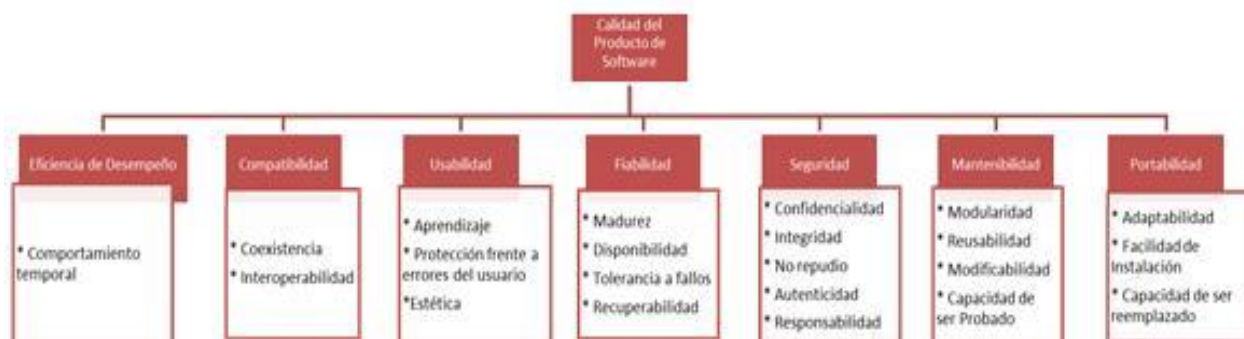 Calidad del
Producto de
Software
Eficiencia de Desempeño
* Comportamiento
temporal
Compatibilidad
* Coexistencia
* Interoperabilidad
Usabilidad
* Aprendizaje
* Protección frente a
errores del usuario
*Estética
Fiabilidad
* Madurez
* Disponibilidad
* Tolerancia a fallos
* Recuperabilidad
Seguridad
* Confidencialidad
* Integridad
* No repudio
* Autenticidad
* Responsabilidad
Mantenibilidad
* Modularidad
* Reusabilidad
* Modificabilidad
* Capacidad de
ser Probado
Portabilidad
* Adaptabilidad
* Facilidad de
Instalación
* Capacidad de ser
reemplazado